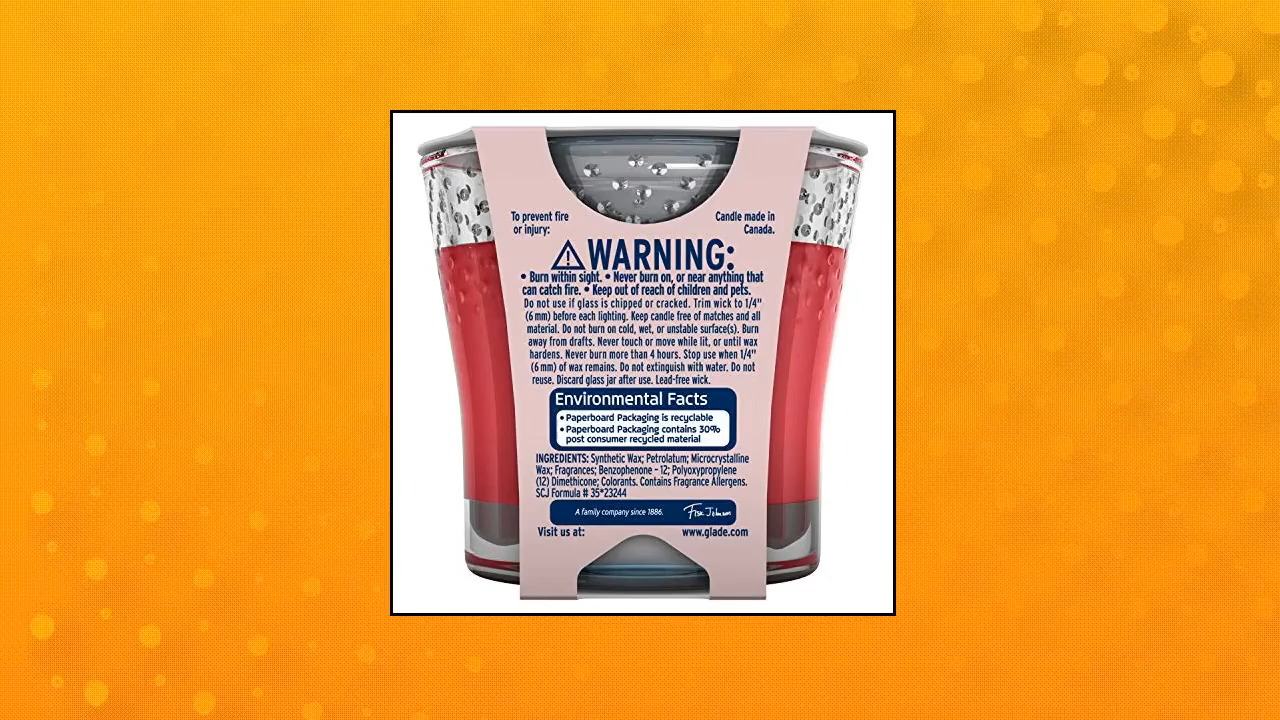 To prevent fire
or injury:
Candle made in
Canada.
WARNING:
• Burn within sight. • Never burn on, or near anything that
can catch fire. • Keep out of reach of children and pets.
Do not use if glass is chipped or cracked. Trim wick to 1/4"
(6 mm) before each lighting. Keep candle free of matches and all
material. Do not burn on cold, wet, or unstable surface(s). Burn
away from drafts. Never touch or move while lit, or until wax
hardens. Never burn more than 4 hours. Stop use when 1/4"
(6 mm) of wax remains. Do not extinguish with water. Do not
reuse. Discard glass jar after use. Lead-free wick.
Environmental Facts
• Paperboard Packaging is recyclable
• Paperboard Packaging contains 30%
post consumer recycled material
INGREDIENTS: Synthetic Wax; Petrolatum; Microcrystalline
Wax; Fragrances; Benzophenone - 12; Polyoxypropylene
(12) Dimethicone; Colorants. Contains Fragrance Allergens.
SCJ Formula # 35*23244
A family company since 1886. Fisk Johnson
Visit us at: www.glade.com